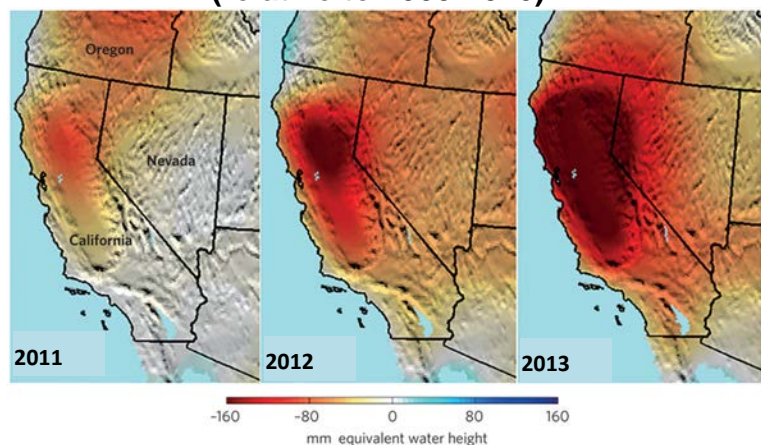 Oregon
Nevada
California
2011 2012 2013
-160 -80 0 80 160
mm equivalent water height